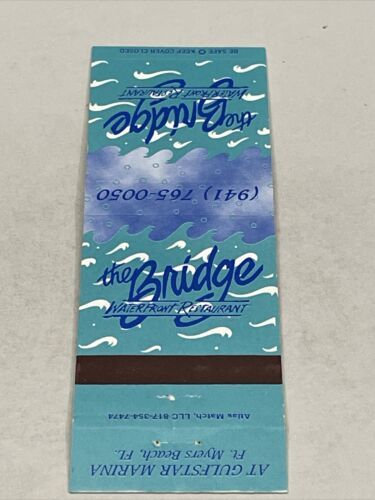 BE SAFE KEEP COVER CLOSED
the Bridge
WATERFRONT RESTAURANT
(941) 765-0050
the Bridge
WATERFRONT RESTAURANT
Atlas Match, LLC 817-354-7474
AT GULFSTAR MARINA
Ft. Myers Beach, FL.